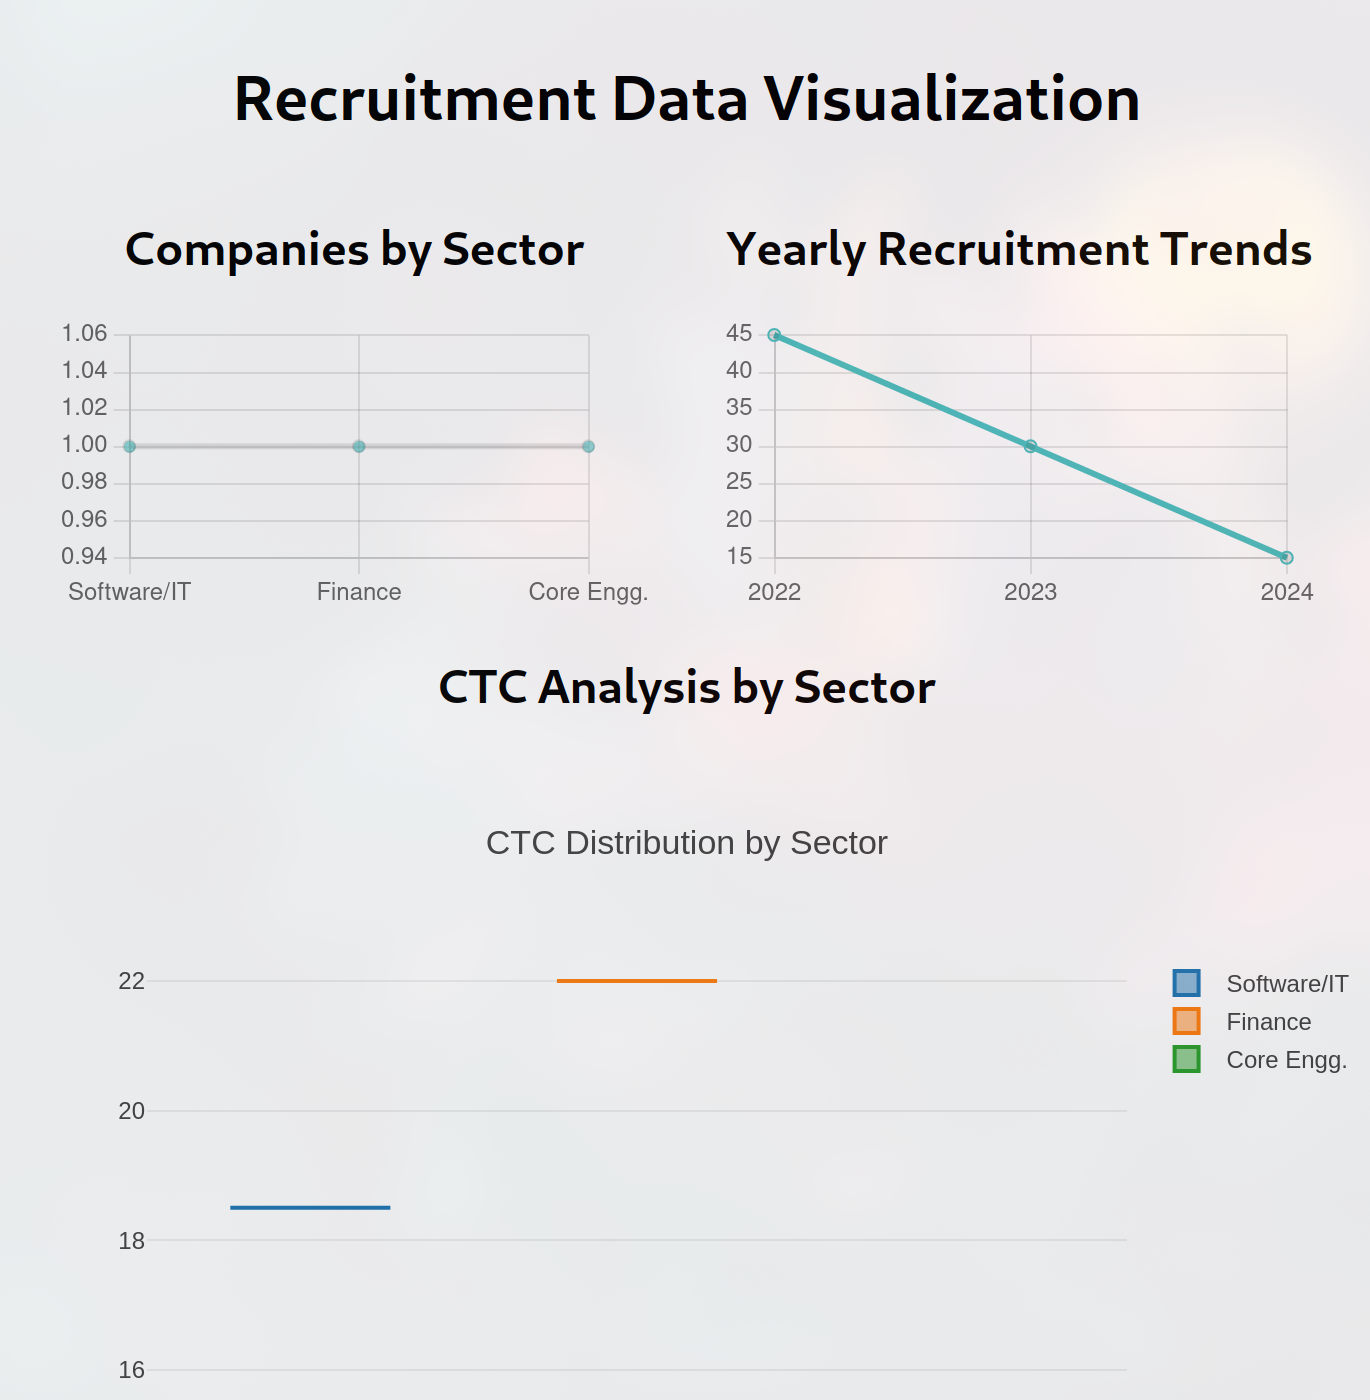 Recruitment Data Visualization
Companies by Sector
1.06
1.04
1.02
1.00
0.98
0.96
0.94
Software/IT Finance Core Engg.
Yearly Recruitment Trends
45
40
35
30
25
20
15
2022 2023 2024
CTC Analysis by Sector
CTC Distribution by Sector
22
20
18
16
Software/IT
Finance
Core Engg.